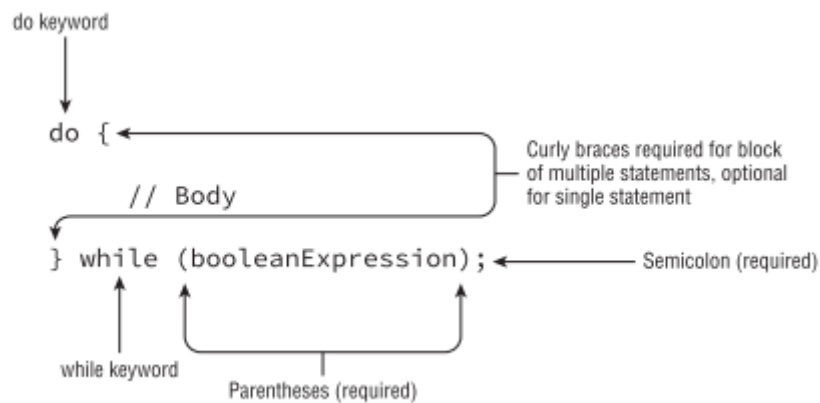 do keyword
do {
Curly braces required for block
of multiple statements, optional
for single statement
// Body
} while (booleanExpression);
Semicolon (required)
while keyword
Parentheses (required)